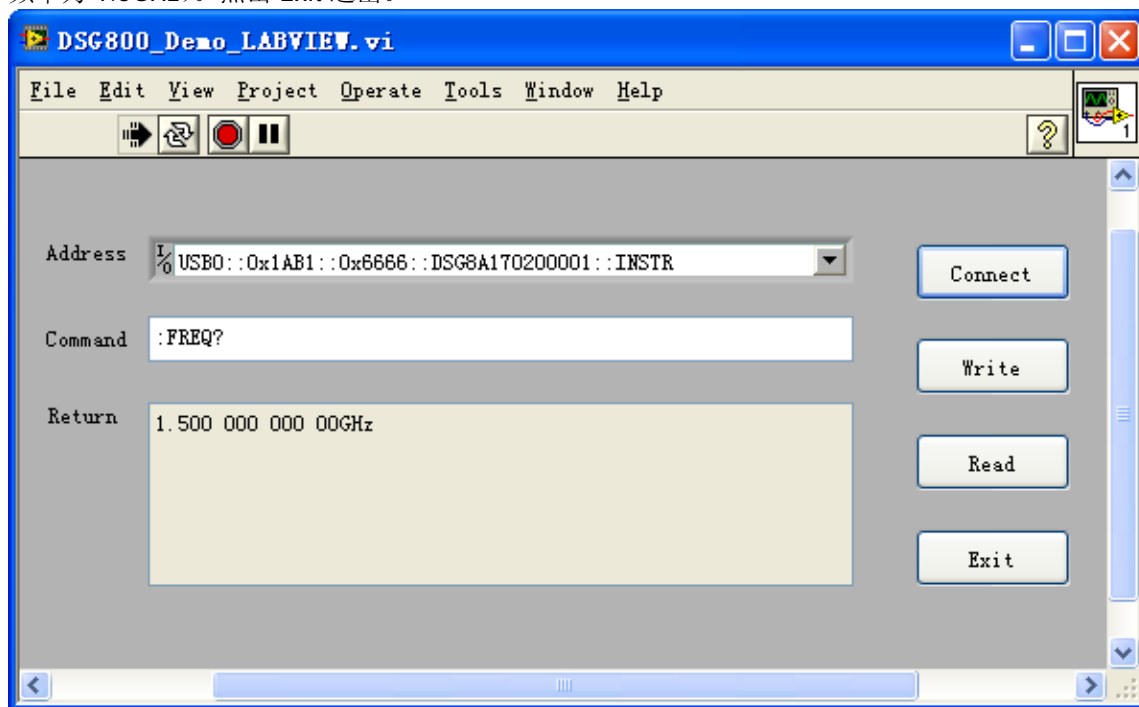 DSG800_Demo_LABVIEW.vi
File Edit View Project Operate Tools Window Help
?
1
Address I/O USB0::0x1AB1::0x6666::DSG8A170200001::INSTR
Connect
Command :FREQ?
Write
Return 1.500 000 000 00GHz
Read
Exit